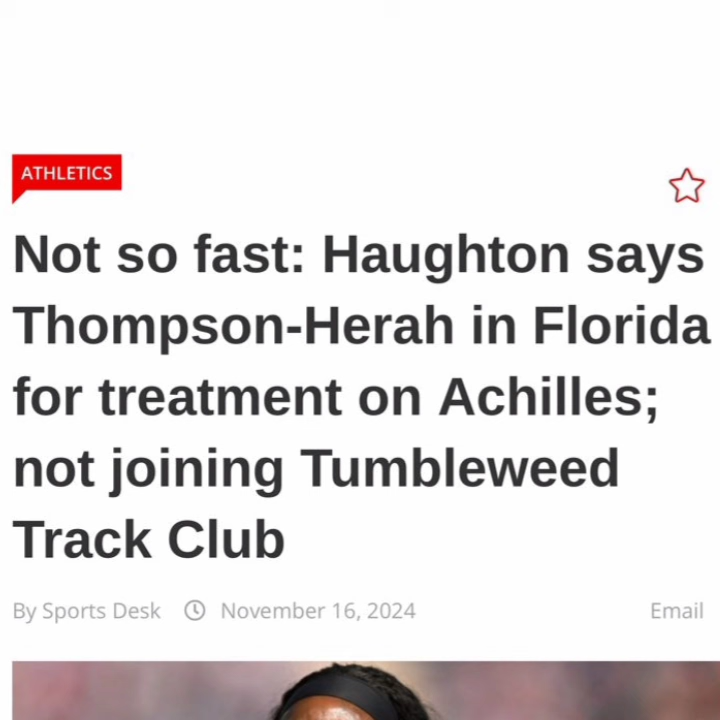 ATHLETICS
Not so fast: Haughton says
Thompson-Herah in Florida
for treatment on Achilles;
not joining Tumbleweed
Track Club
By Sports Desk November 16, 2024 Email